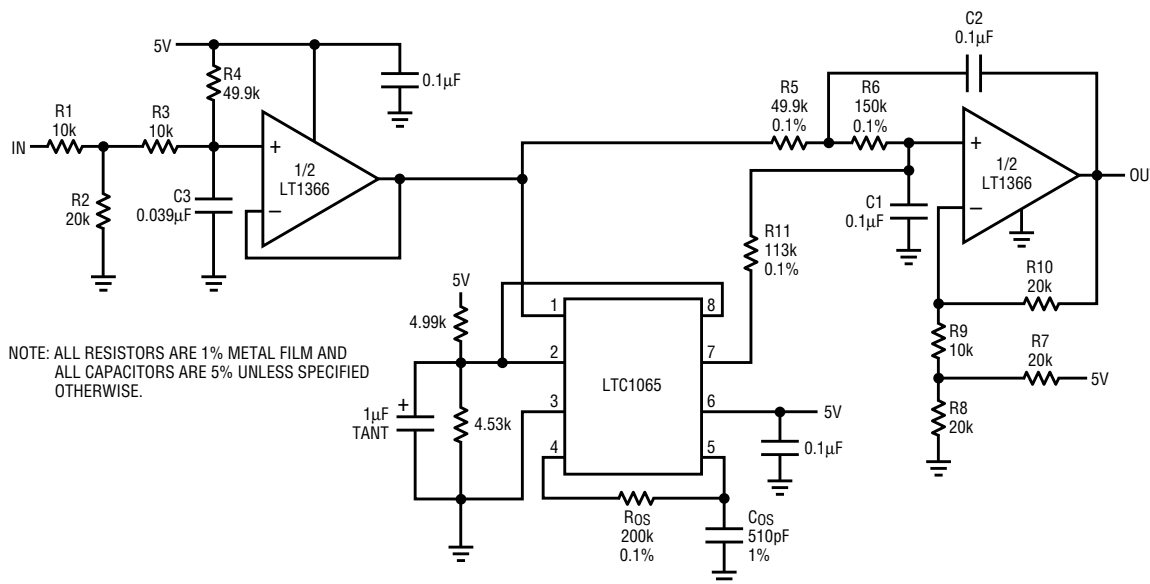 5V
R4
49.9k
0.1µF
R1
10k
R3
10k
IN
+
–
1/2
LT1366
R2
20k
C3
0.039µF
C2
0.1µF
R5
49.9k
0.1%
R6
150k
0.1%
+
–
1/2
LT1366
OU
C1
0.1µF
R11
113k
0.1%
R10
20k
R9
10k
R7
20k
5V
R8
20k
5V
4.99k
NOTE: ALL RESISTORS ARE 1% METAL FILM AND
ALL CAPACITORS ARE 5% UNLESS SPECIFIED
OTHERWISE.
+
1µF
TANT
4.53k
1
2
3
4
LTC1065
8
7
6
5
5V
0.1µF
ROS
200k
0.1%
COS
510pF
1%